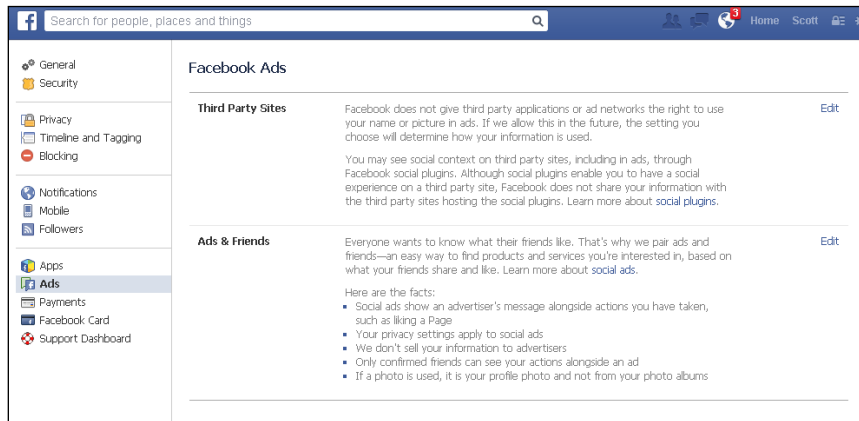 f Search for people, places and things 3 Home Scott
General
Security
Privacy
Timeline and Tagging
Blocking
Notifications
Mobile
Followers
Apps
Ads
Payments
Facebook Card
Support Dashboard
Facebook Ads
Third Party Sites
Facebook does not give third party applications or ad networks the right to use
your name or picture in ads. If we allow this in the future, the setting you
choose will determine how your information is used.
You may see social context on third party sites, including in ads, through
Facebook social plugins. Although social plugins enable you to have a social
experience on a third party site, Facebook does not share your information with
the third party sites hosting the social plugins. Learn more about social plugins.
Edit
Ads & Friends
Everyone wants to know what their friends like. That's why we pair ads and
friends—an easy way to find products and services you're interested in, based on
what your friends share and like. Learn more about social ads.
Here are the facts:
Social ads show an advertiser's message alongside actions you have taken,
such as liking a Page
Your privacy settings apply to social ads
We don't sell your information to advertisers
Only confirmed friends can see your actions alongside an ad
If a photo is used, it is your profile photo and not from your photo albums
Edit